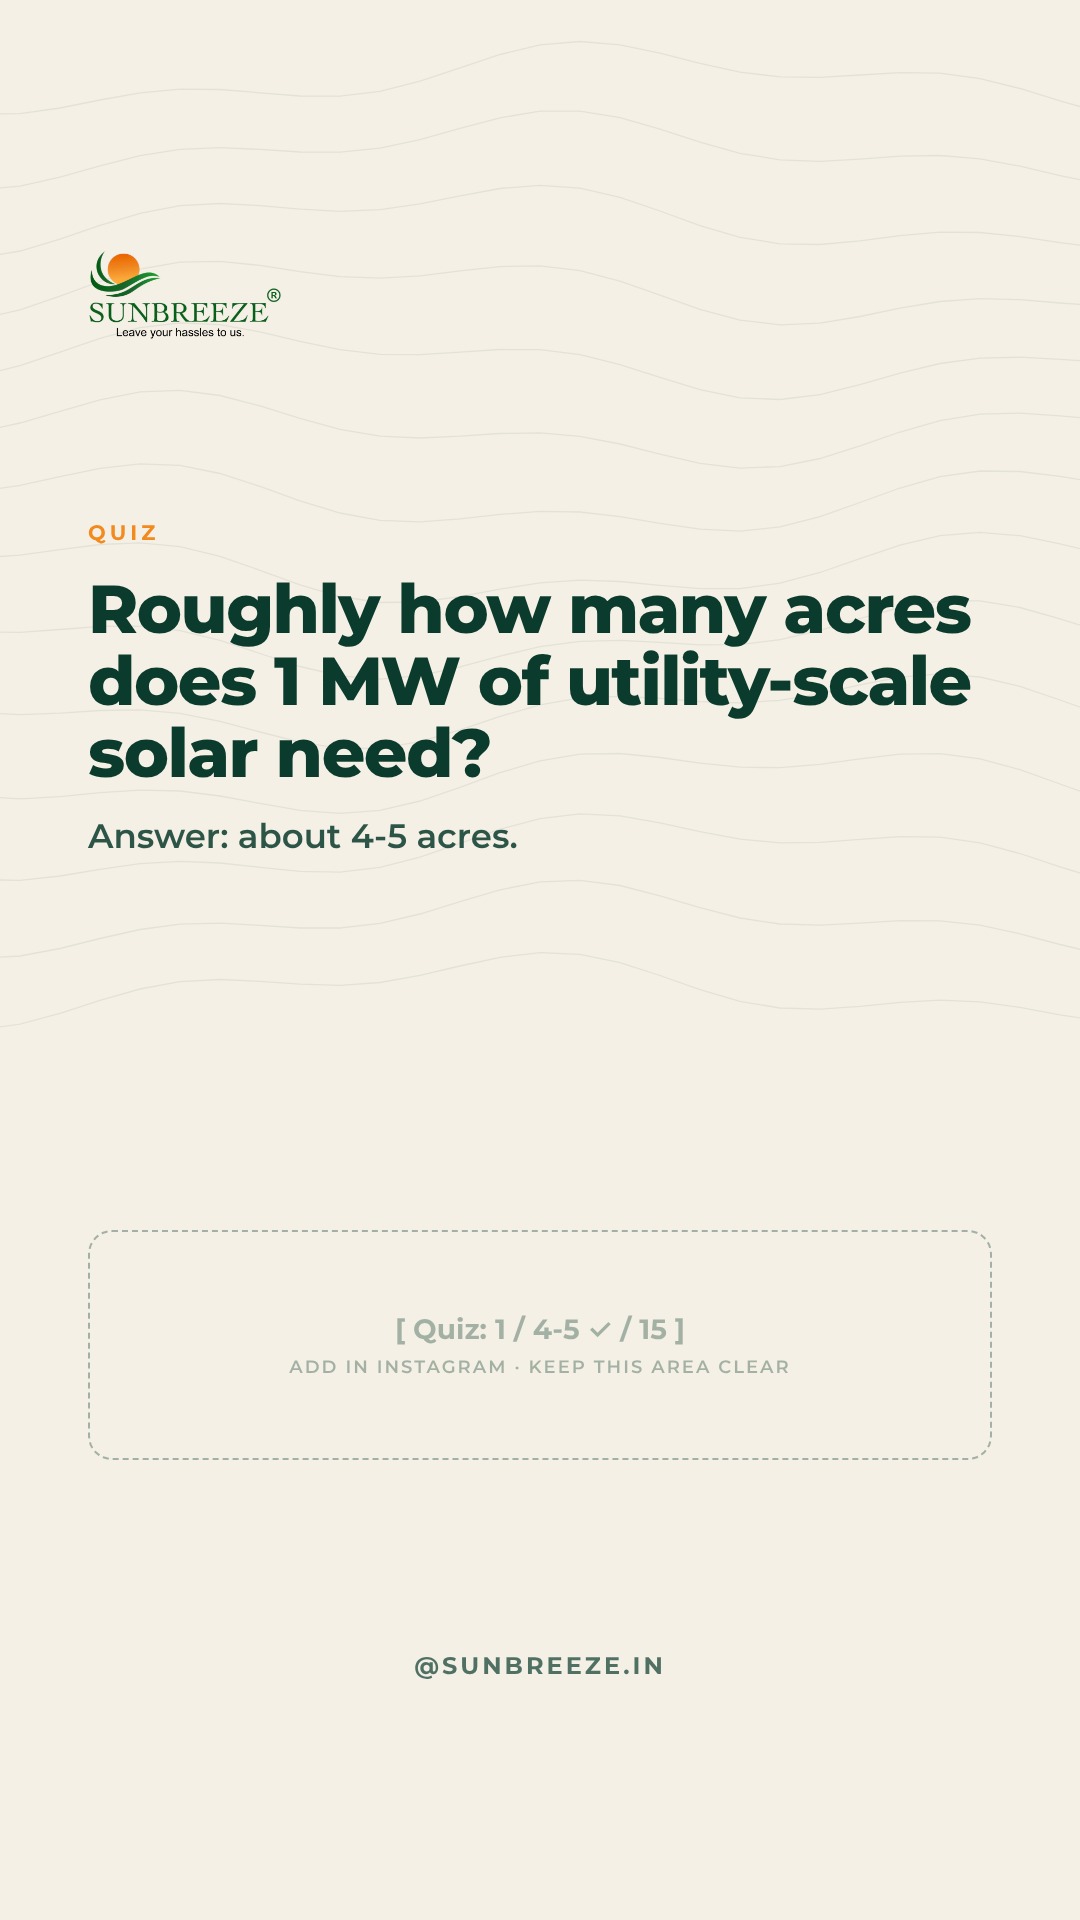 SUNBREEZE®
Leave your hassles to us.
QUIZ
Roughly how many acres
does 1 MW of utility-scale
solar need?
Answer: about 4-5 acres.
[ Quiz: 1 / 4-5 ✓ / 15 ]
ADD IN INSTAGRAM · KEEP THIS AREA CLEAR
@SUNBREEZE.IN